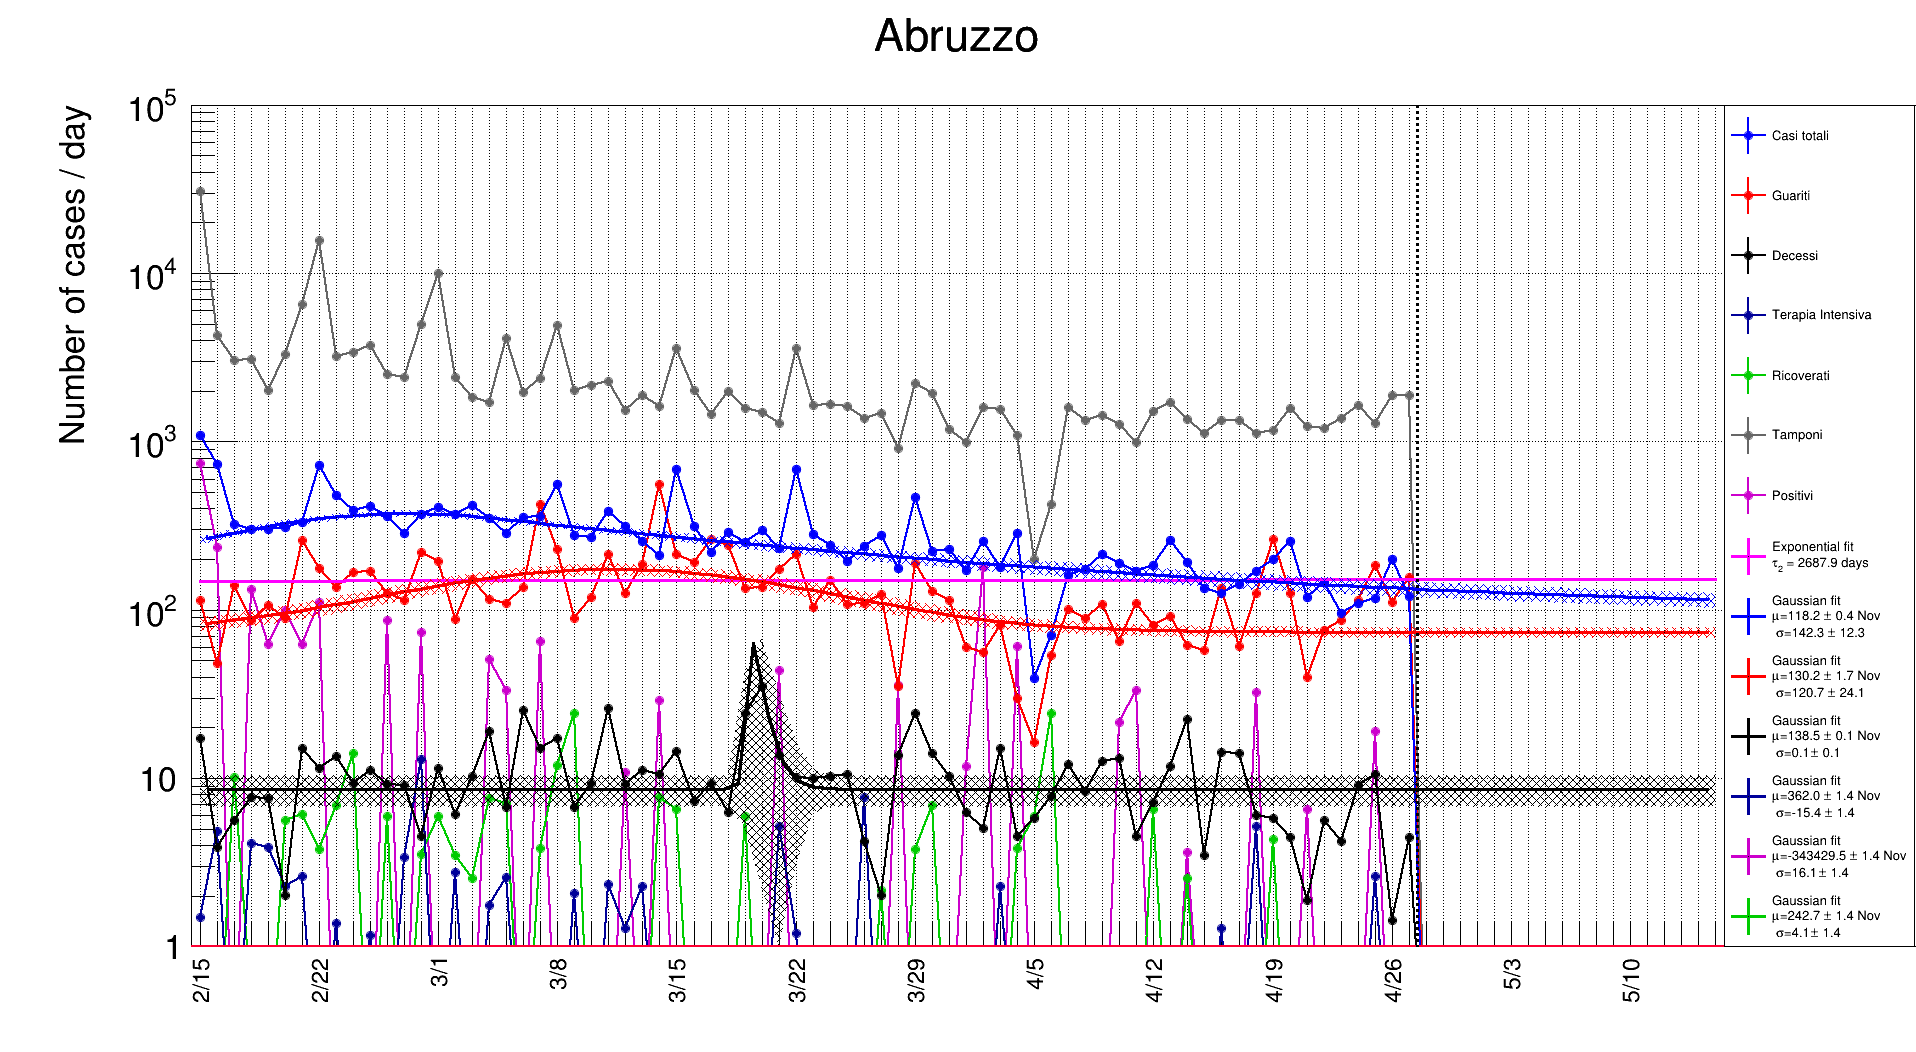 Abruzzo
Number of cases / day
10^5
10^4
10^3
10^2
10
1
2/15
2/22
3/1
3/8
3/15
3/22
3/29
4/5
4/12
4/19
4/26
5/3
5/10
Casi totali
Guariti
Decessi
Terapia Intensiva
Ricoverati
Tamponi
Positivi
Exponential fit
τ₂ = 2687.9 days
Gaussian fit
μ=118.2 ± 0.4 Nov
σ=142.3 ± 12.3
Gaussian fit
μ=130.2 ± 1.7 Nov
σ=120.7 ± 24.1
Gaussian fit
μ=138.5 ± 0.1 Nov
σ=0.1 ± 0.1
Gaussian fit
μ=362.0 ± 1.4 Nov
σ=-15.4 ± 1.4
Gaussian fit
μ=-343429.5 ± 1.4 Nov
σ=16.1 ± 1.4
Gaussian fit
μ=242.7 ± 1.4 Nov
σ=4.1 ± 1.4